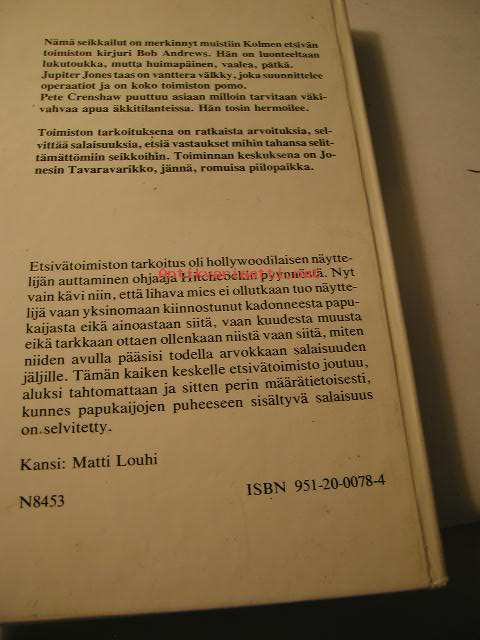 Nämä seikkailut on merkinnyt muistiin Kolmen etsivän
toimiston kirjuri Bob Andrews. Hän on luonteeltaan
lukutoukka, mutta huimapäinen, vaalea, pätkä.
Jupiter Jones taas on vanttera välkky, joka suunnittelee
operaatiot ja on koko toimiston pomo.
Pete Crenshaw puuttuu asiaan milloin tarvitaan väki-
vahvaa apua äkkitilanteissa. Hän tosin hermoilee.
Toimiston tarkoituksena on ratkaista arvoituksia, sel-
vittää salaisuuksia, etsiä vastaukset mihin tahansa selit-
tämättömiin seikkoihin. Toiminnan keskuksena on Jo-
nesin Tavaravarikko, jännä, romuisa piilopaikka.
Etsivätoimiston tarkoitus oli hollywoodilaisen näytte-
lijän auttaminen ohjaaja Hitchcockin pyynnöstä. Nyt
vain kävi niin, että lihava mies ei ollutkaan tuo näytte-
lijä vaan yksinomaan kiinnostunut kadonneesta papu-
kaijasta eikä ainoastaan siitä, vaan kuudesta muusta
eikä tarkkaan ottaen ollenkaan niistä vaan siitä, miten
niiden avulla pääsisi todella arvokkaan salaisuuden
jäljille. Tämän kaiken keskelle etsivätoimisto joutuu,
aluksi tahtomattaan ja sitten perin määrätietoisesti,
kunnes papukaijojen puheeseen sisältyvä salaisuus
on selvitetty.
Kansi: Matti Louhi
N8453
ISBN 951-20-0078-4